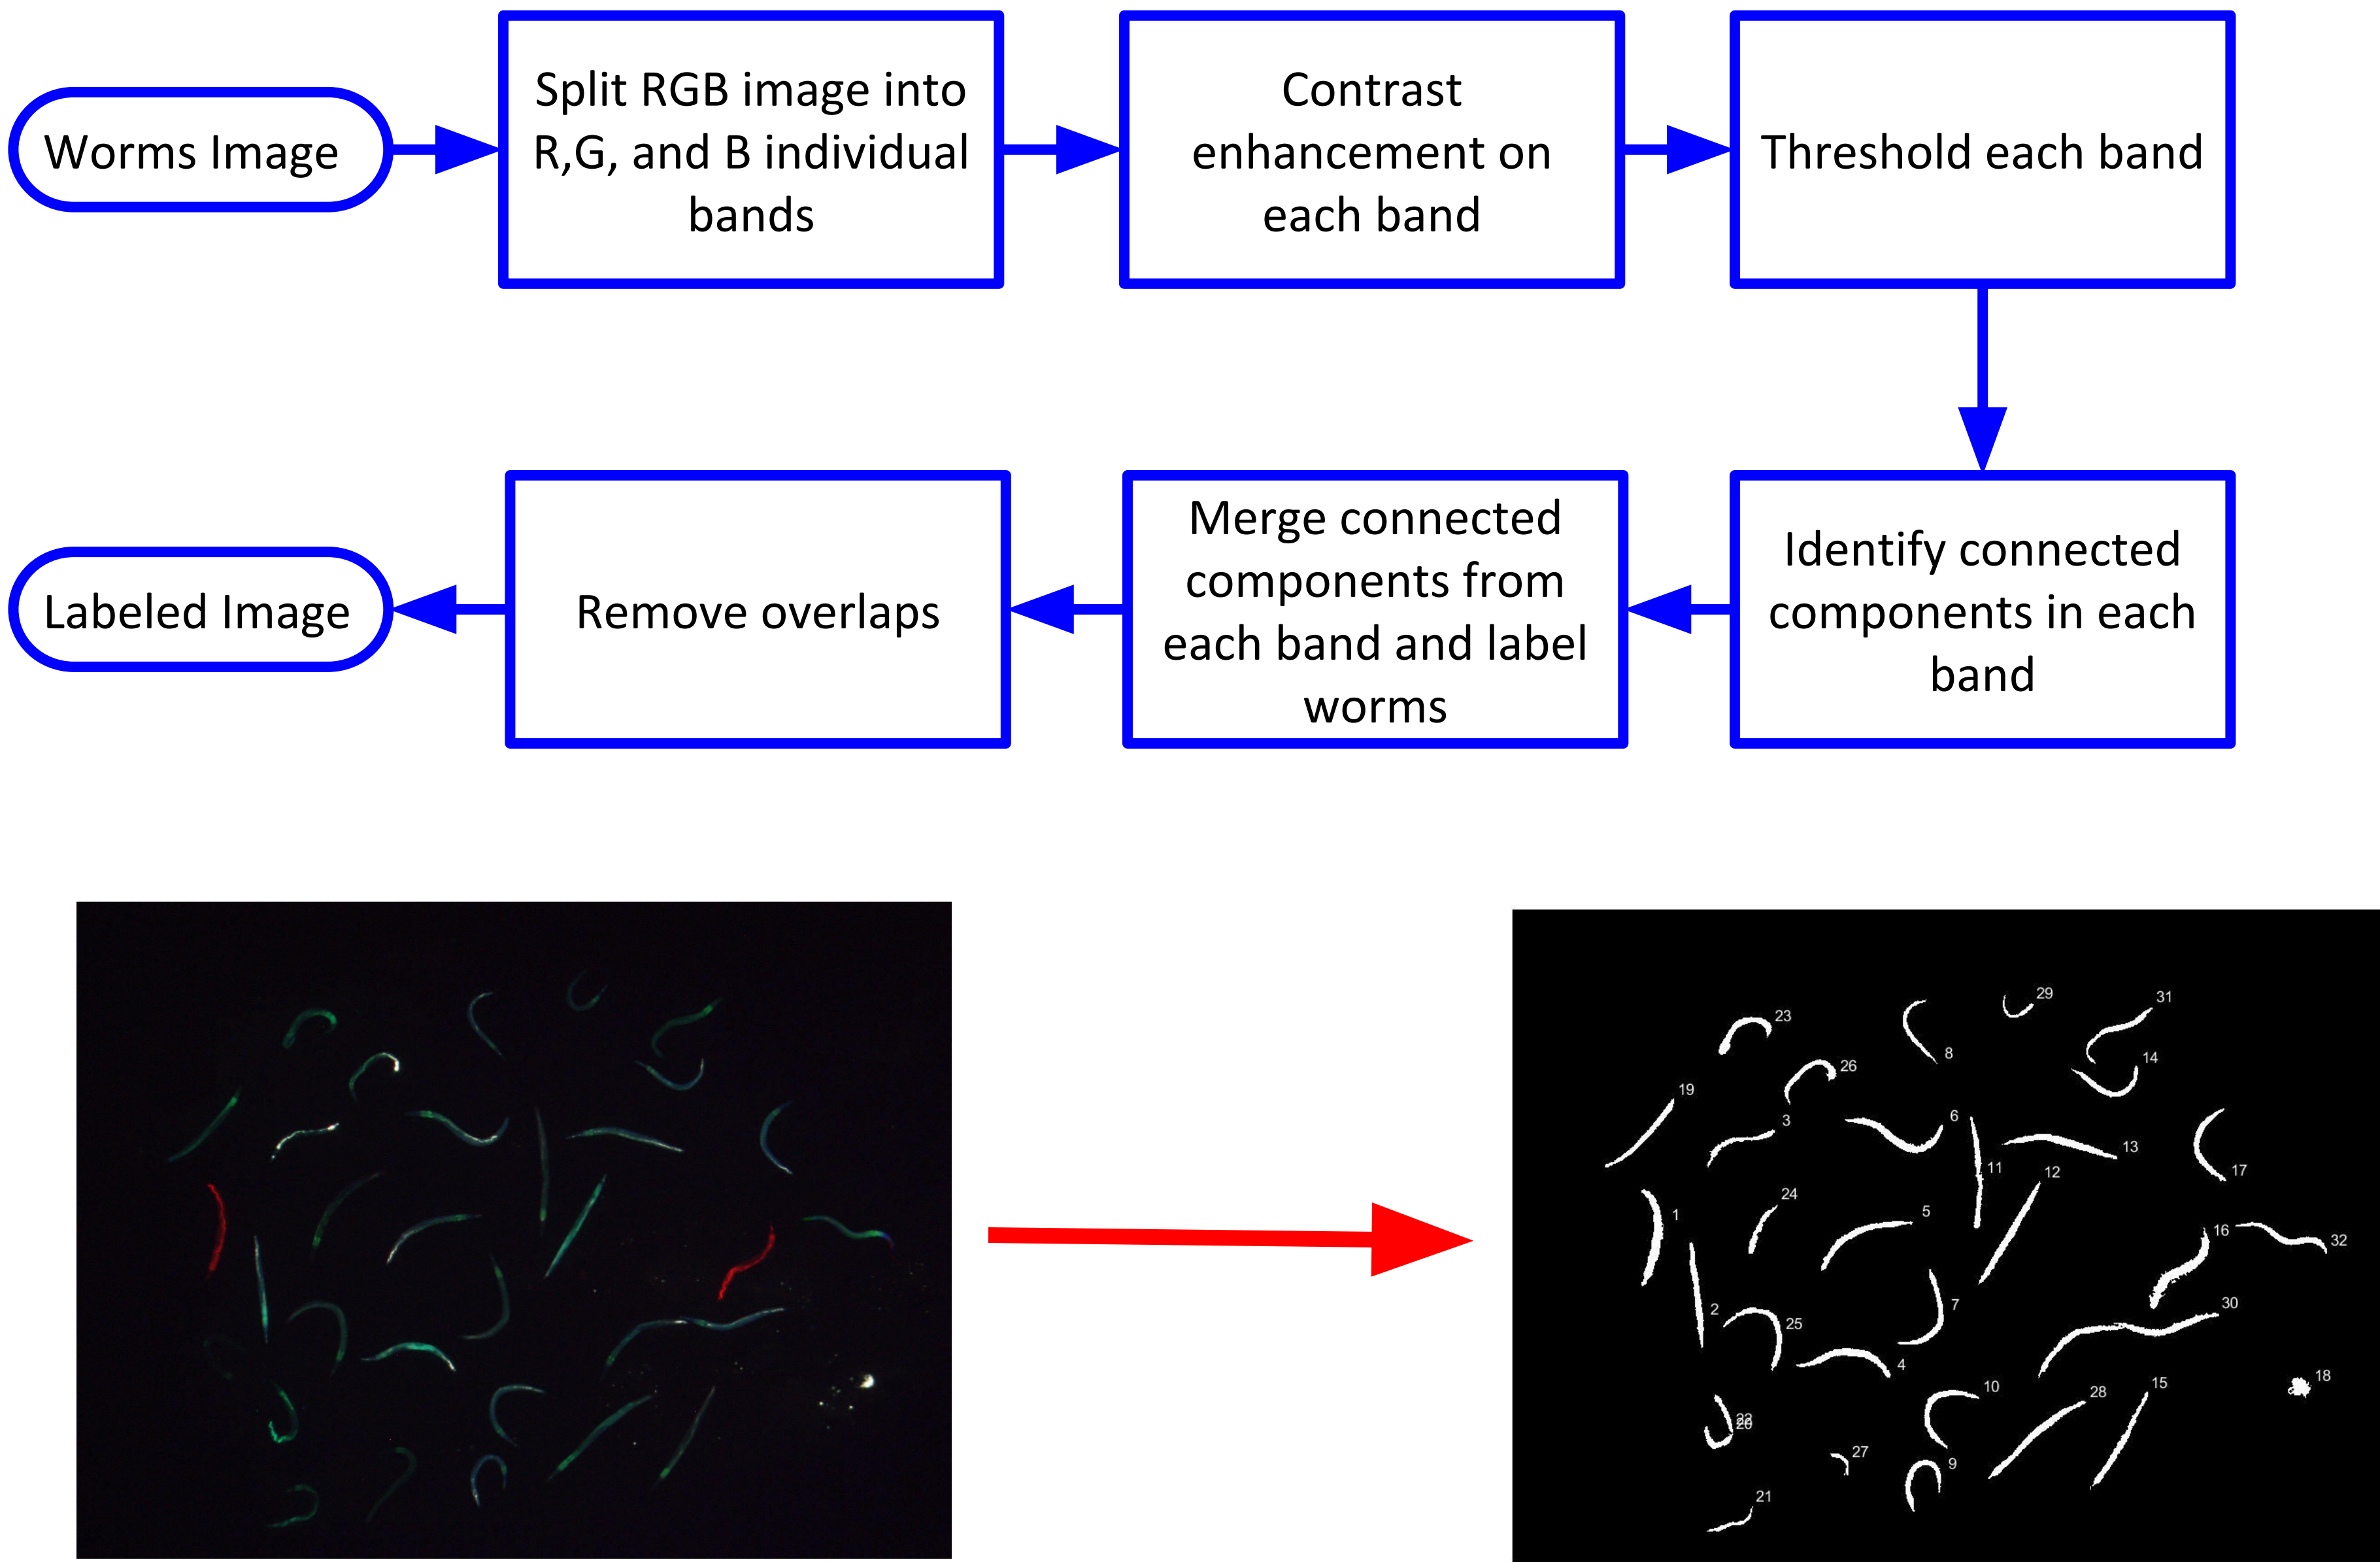 Worms Image
Split RGB image into
R,G, and B individual
bands
Contrast
enhancement on
each band
Threshold each band
Identify connected
components in each
band
Merge connected
components from
each band and label
worms
Remove overlaps
Labeled Image
29
31
23
8
14
26
19
3
6
13
11
12
17
24
1
5
16
32
2
7
30
25
4
18
10
28
15
20
27
9
21